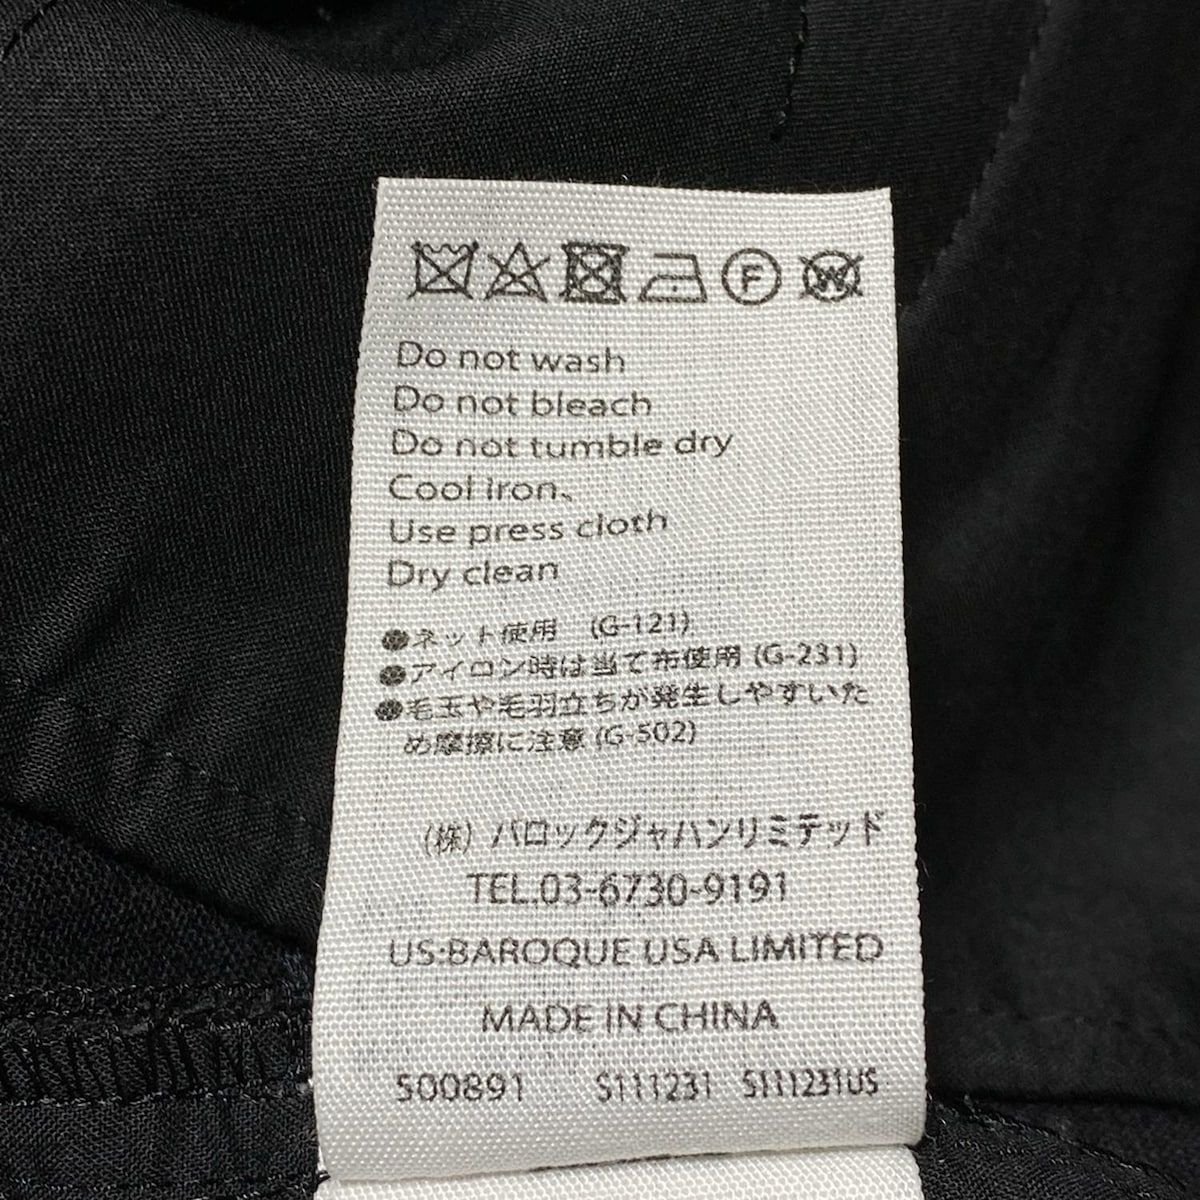 F W
Do not wash
Do not bleach
Do not tumble dry
Cool iron、
Use press cloth
Dry clean
●ネット使用 (G-121)
●アイロン時は当て布使用 (G-231)
●毛玉や毛羽立ちが発生しやすいた
め摩擦に注意 (G-502)
(株) バロックジャパンリミテッド
TEL.03-6730-9191
US:BAROQUE USA LIMITED
MADE IN CHINA
500891 S111231 S111231US